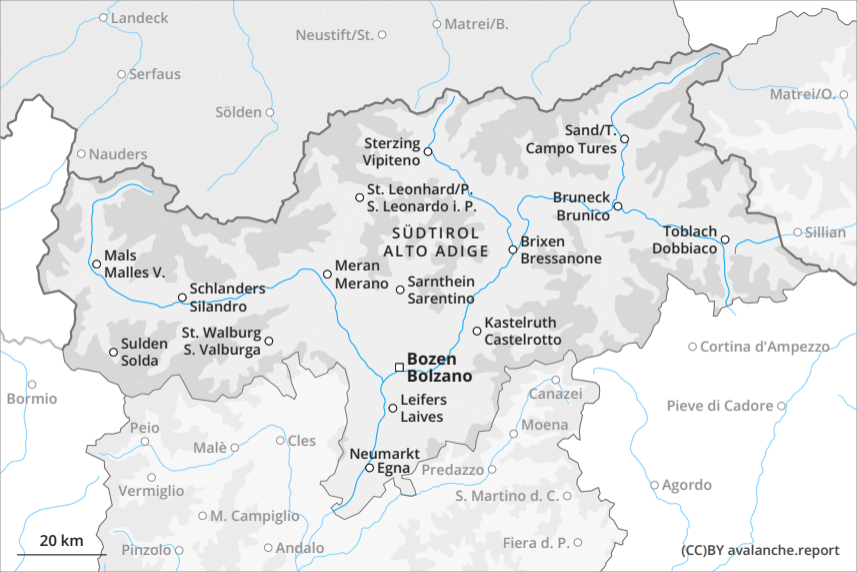 Landeck
Matrei/B.
Neustift/St.
Serfaus
Matrei/O.
Sölden
Sand/T.
Campo Tures
Sterzing
Vipiteno
Nauders
St. Leonhard/P.
S. Leonardo i. P.
Bruneck
Brunico
SÜDTIROL
ALTO ADIGE
Toblach
Dobbiaco
Sillian
Brixen
Bressanone
Mals
Malles V.
Meran
Merano
Sarnthein
Sarentino
Schlanders
Silandro
Kastelruth
Castelrotto
St. Walburg
S. Valburga
Sulden
Solda
Cortina d'Ampezzo
Bozen
Bolzano
Bormio
Canazei
Leifers
Laives
Pieve di Cadore
Peio
Moena
Cles
Malè
Neumarkt
Egna
Predazzo
Vermiglio
Agordo
S. Martino d. C.
M. Campiglio
20 km
Pinzolo
Andalo
Fiera d. P.
(CC)BY avalanche.report